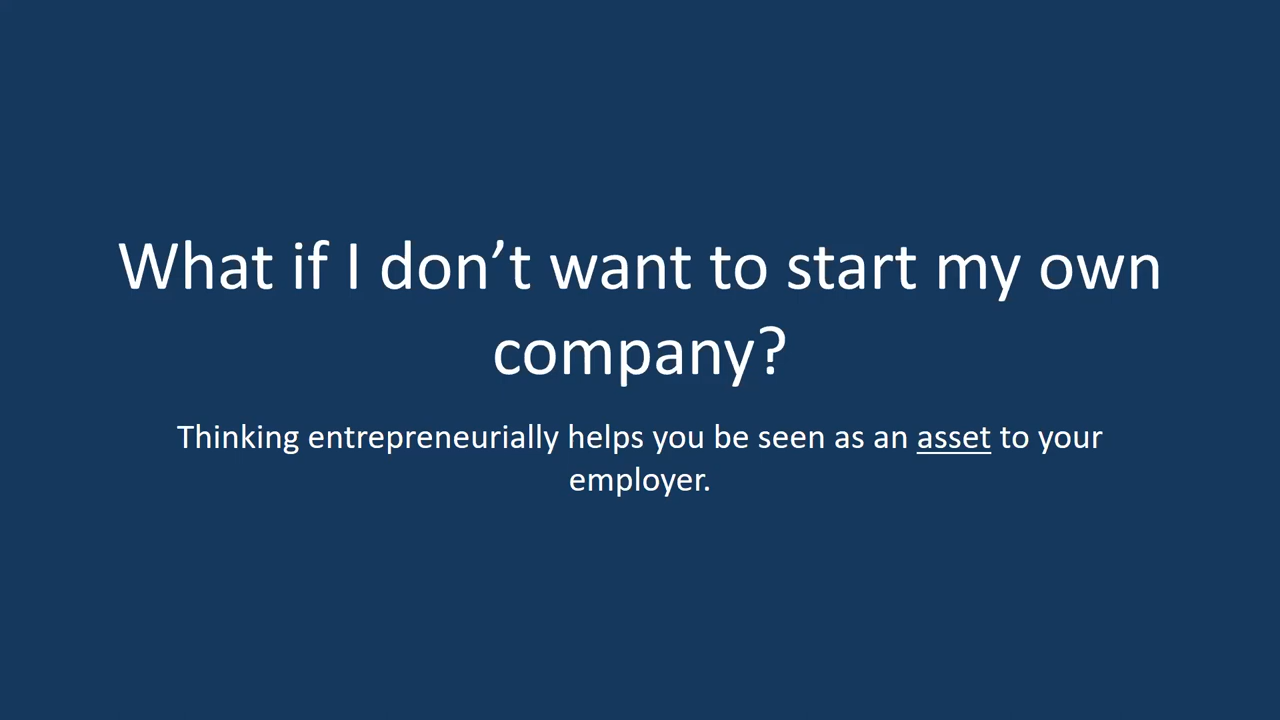 What if I don’t want to start my own
company?
Thinking entrepreneurially helps you be seen as an asset to your
employer.